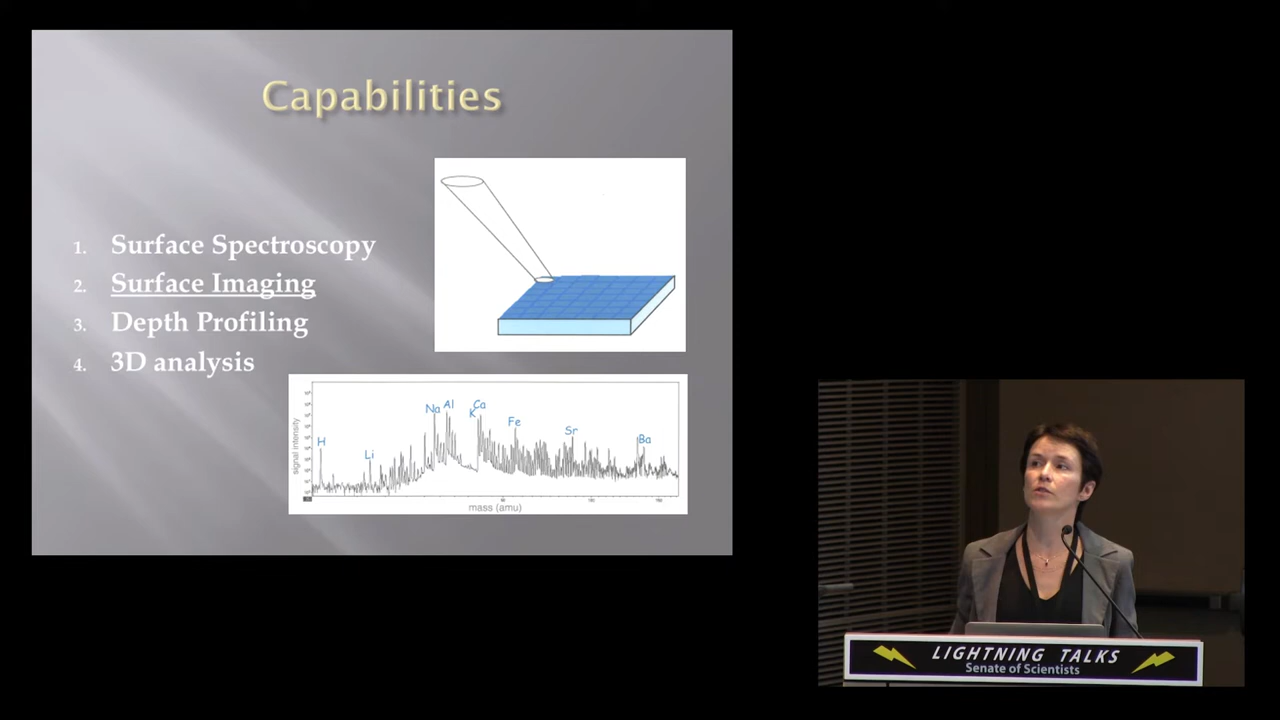 Capabilities
1. Surface Spectroscopy
2. Surface Imaging
3. Depth Profiling
4. 3D analysis
H
Li
Na
Al
K
Ca
Fe
Sr
Ba
signal intensity
mass (amu)
LIGHTNING TALKS
Senate of Scientists